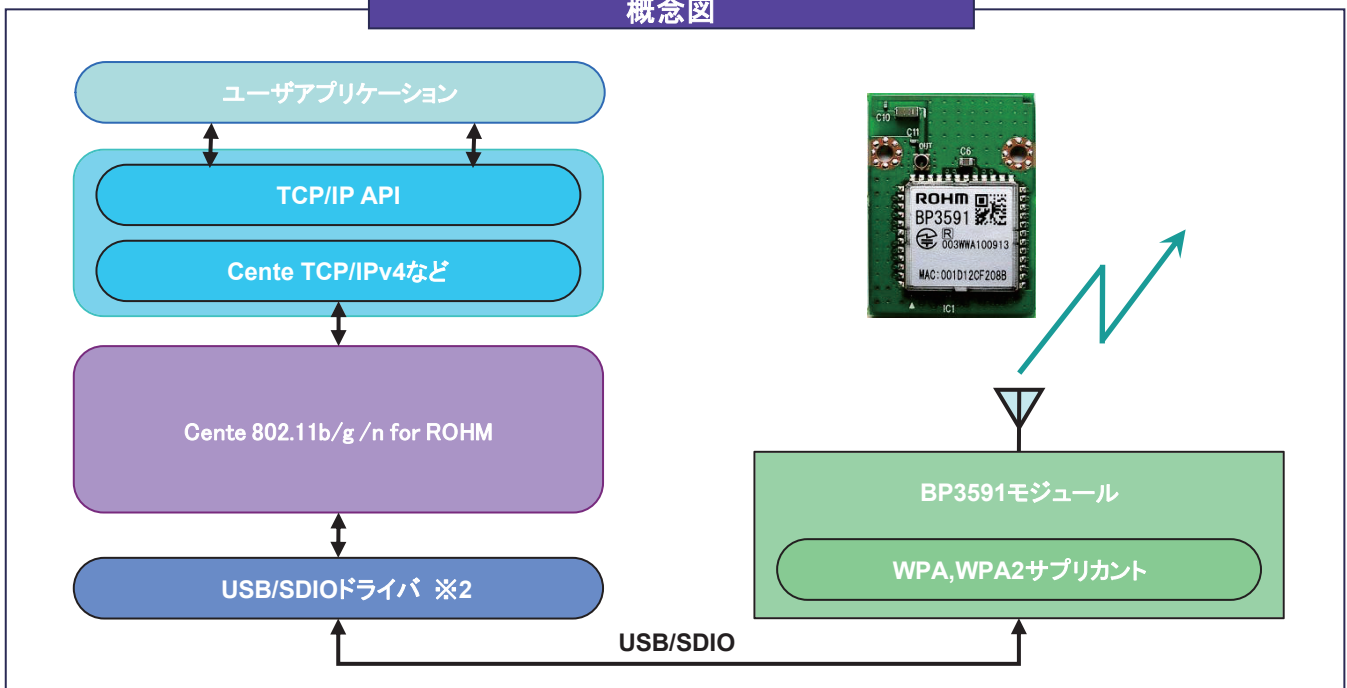 概念図
ユーザアプリケーション
TCP/IP API
Cente TCP/IPv4など
Cente 802.11b/g /n for ROHM
USB/SDIOドライバ ※2
USB/SDIO
C10
C11
OUT
C6
ROHM
BP3591
R
003WWA100913
MAC:001D12CF208B
IC1
BP3591モジュール
WPA,WPA2サプリカント